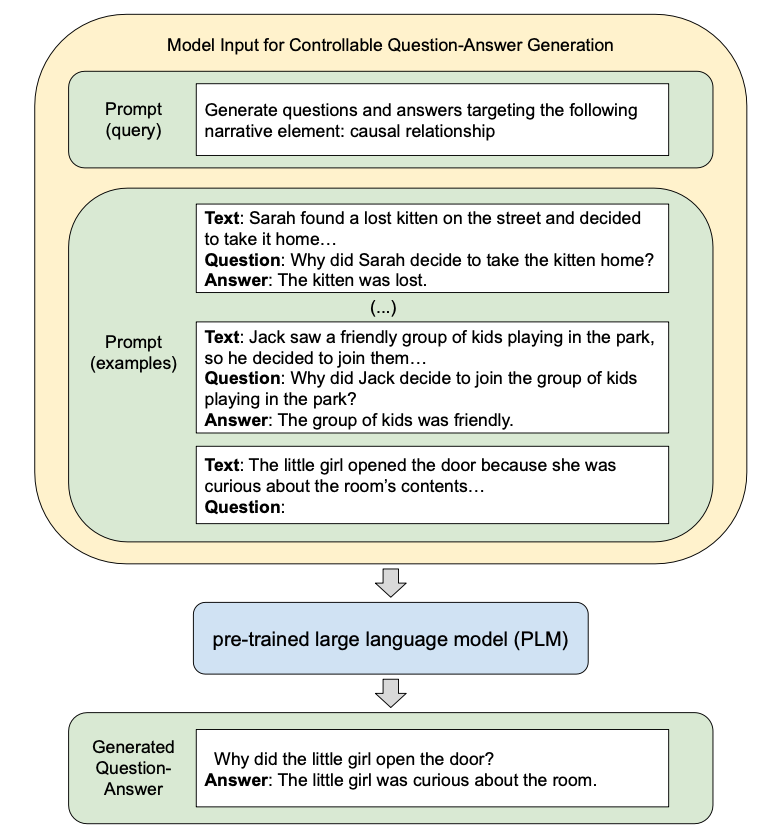 Model Input for Controllable Question-Answer Generation
Prompt
(query)
Generate questions and answers targeting the following
narrative element: causal relationship
Prompt
(examples)
Text: Sarah found a lost kitten on the street and decided
to take it home…
Question: Why did Sarah decide to take the kitten home?
Answer: The kitten was lost.
(...)
Text: Jack saw a friendly group of kids playing in the park,
so he decided to join them…
Question: Why did Jack decide to join the group of kids
playing in the park?
Answer: The group of kids was friendly.
Text: The little girl opened the door because she was
curious about the room’s contents…
Question:
pre-trained large language model (PLM)
Generated
Question-
Answer
Why did the little girl open the door?
Answer: The little girl was curious about the room.